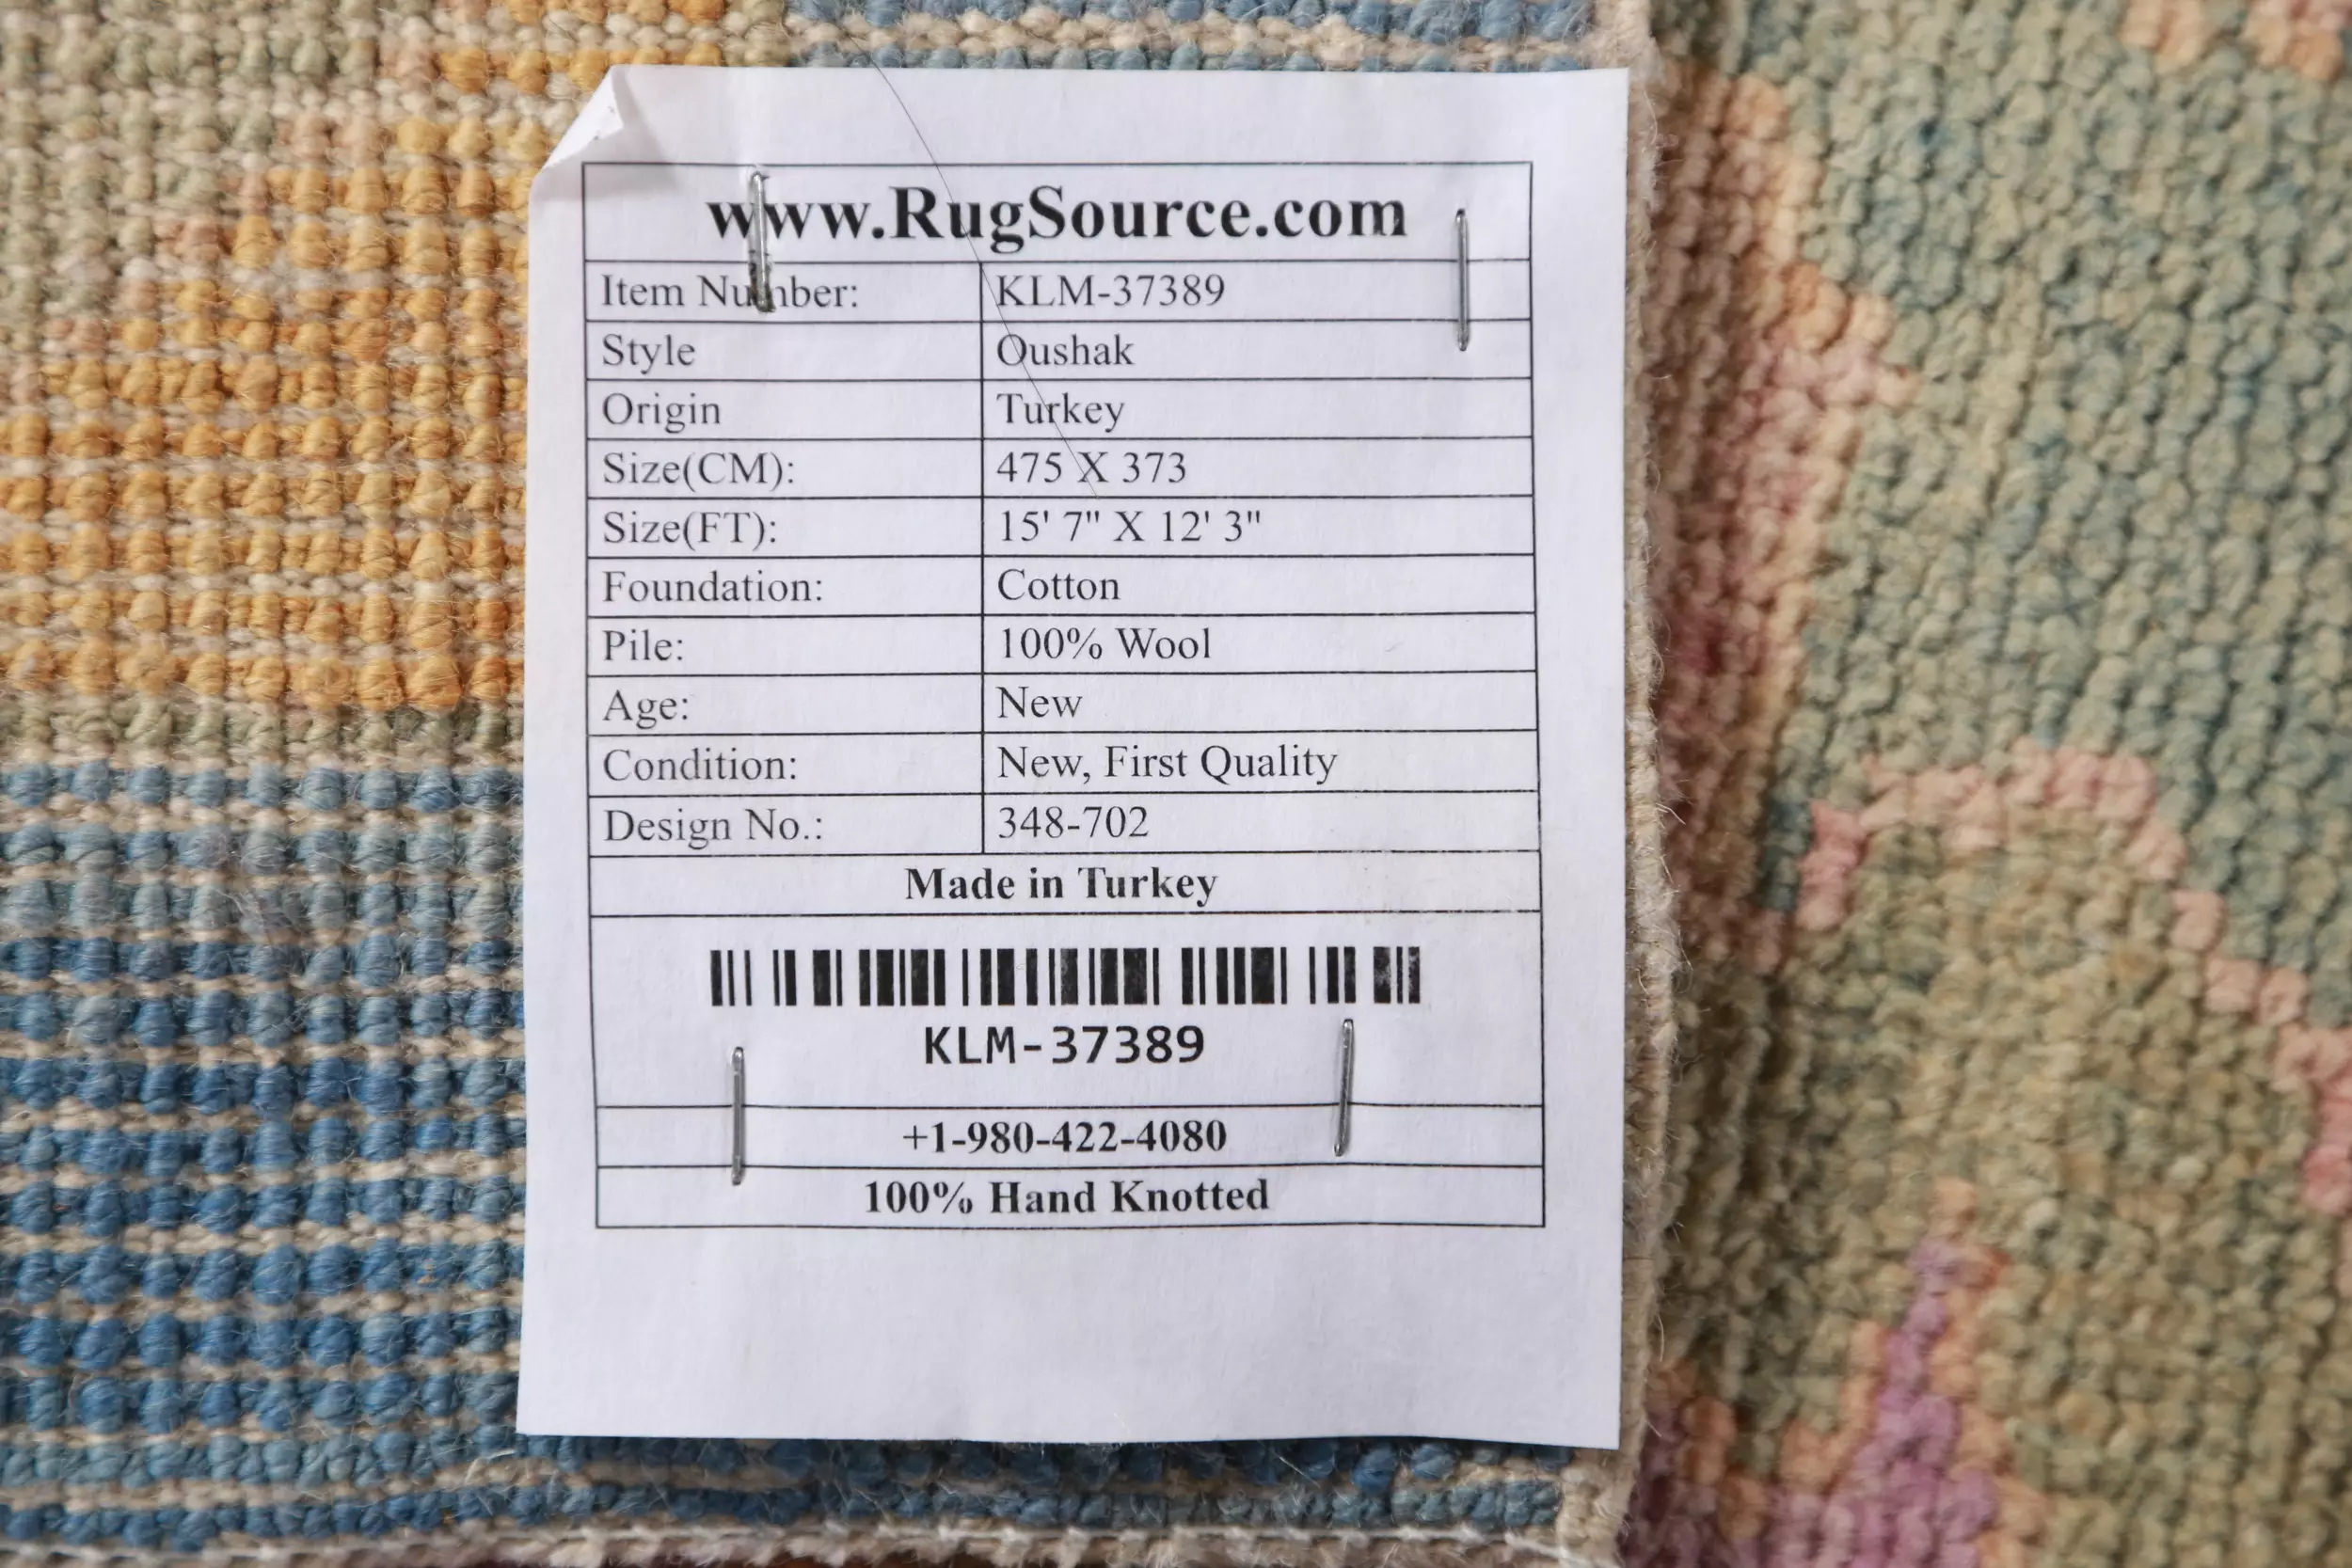 www.RugSource.com
Item Number: KLM-37389
Style Oushak
Origin Turkey
Size(CM): 475 X 373
Size(FT): 15' 7" X 12' 3"
Foundation: Cotton
Pile: 100% Wool
Age: New
Condition: New, First Quality
Design No.: 348-702
Made in Turkey
KLM-37389
+1-980-422-4080
100% Hand Knotted